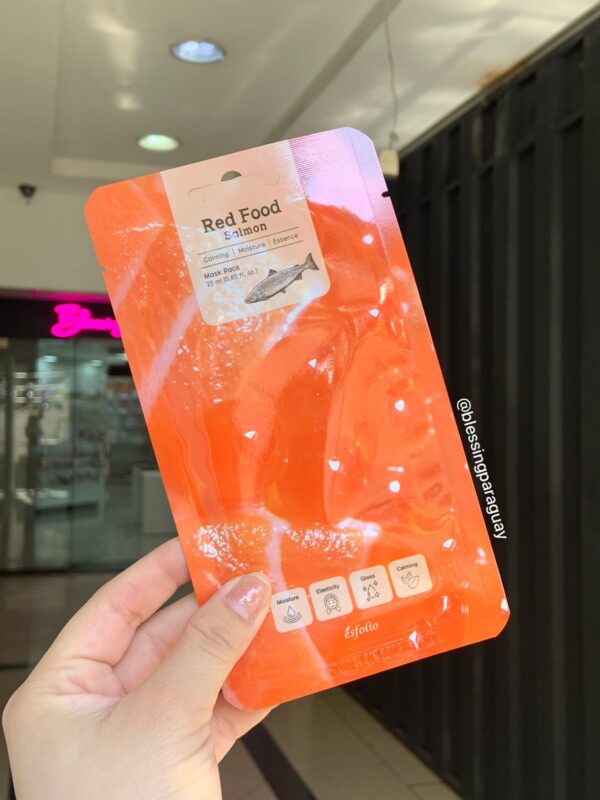 Red Food
Salmon
Calming | Moisture | Essence
Mask Pack
25 ml (0.85 fl. oz.)
@blessingparaguay
Moisture
Elasticity
Gloss
Calming
esfolio